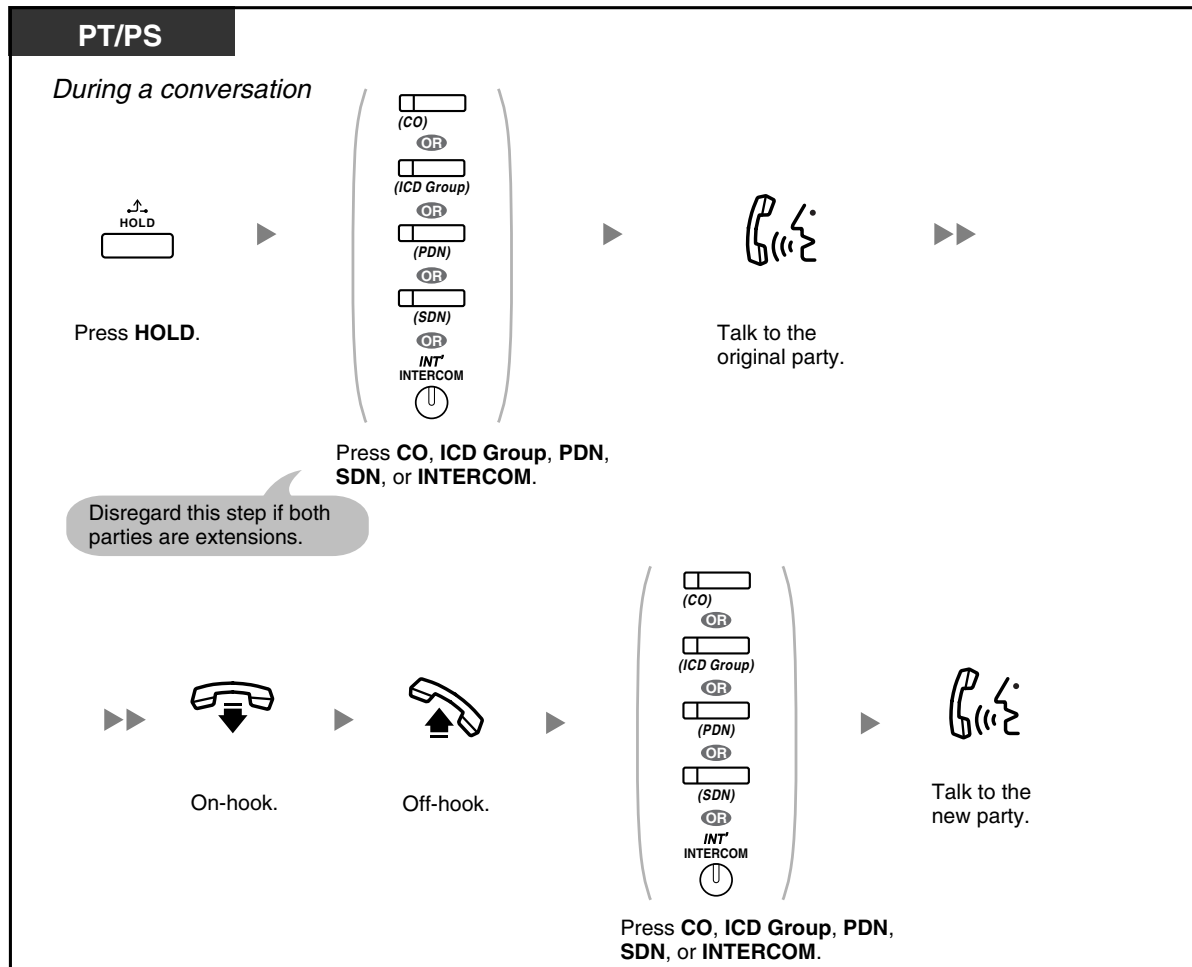 PT/PS
During a conversation
HOLD
Press HOLD.
(CO)
OR
(ICD Group)
OR
(PDN)
OR
(SDN)
OR
INT'
INTERCOM
Press CO, ICD Group, PDN,
SDN, or INTERCOM.
Disregard this step if both
parties are extensions.
Talk to the
original party.
On-hook.
Off-hook.
(CO)
OR
(ICD Group)
OR
(PDN)
OR
(SDN)
OR
INT'
INTERCOM
Press CO, ICD Group, PDN,
SDN, or INTERCOM.
Talk to the
new party.